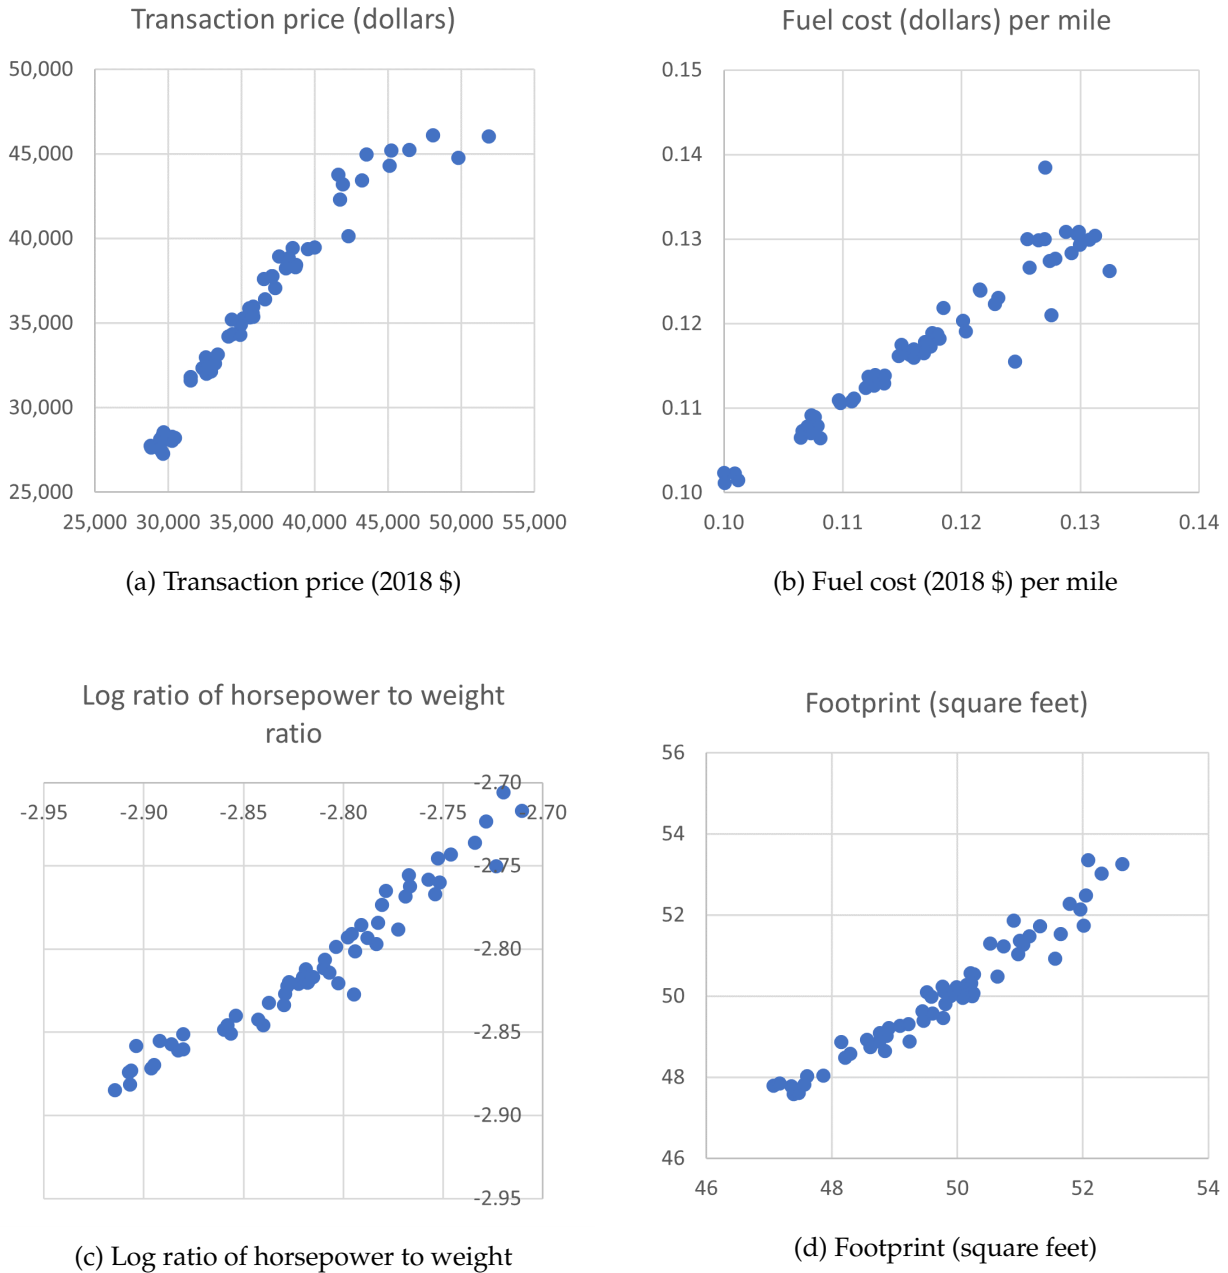 Transaction price (dollars)
50,000
45,000
40,000
35,000
30,000
25,000
25,000 30,000 35,000 40,000 45,000 50,000 55,000
(a) Transaction price (2018 $)
Fuel cost (dollars) per mile
0.15
0.14
0.13
0.12
0.11
0.10
0.10 0.11 0.12 0.13 0.14
(b) Fuel cost (2018 $) per mile
Log ratio of horsepower to weight
ratio
-2.70
-2.95 -2.90 -2.85 -2.80 -2.75 -2.70
-2.75
-2.80
-2.85
-2.90
-2.95
(c) Log ratio of horsepower to weight
Footprint (square feet)
56
54
52
50
48
46
46 48 50 52 54
(d) Footprint (square feet)